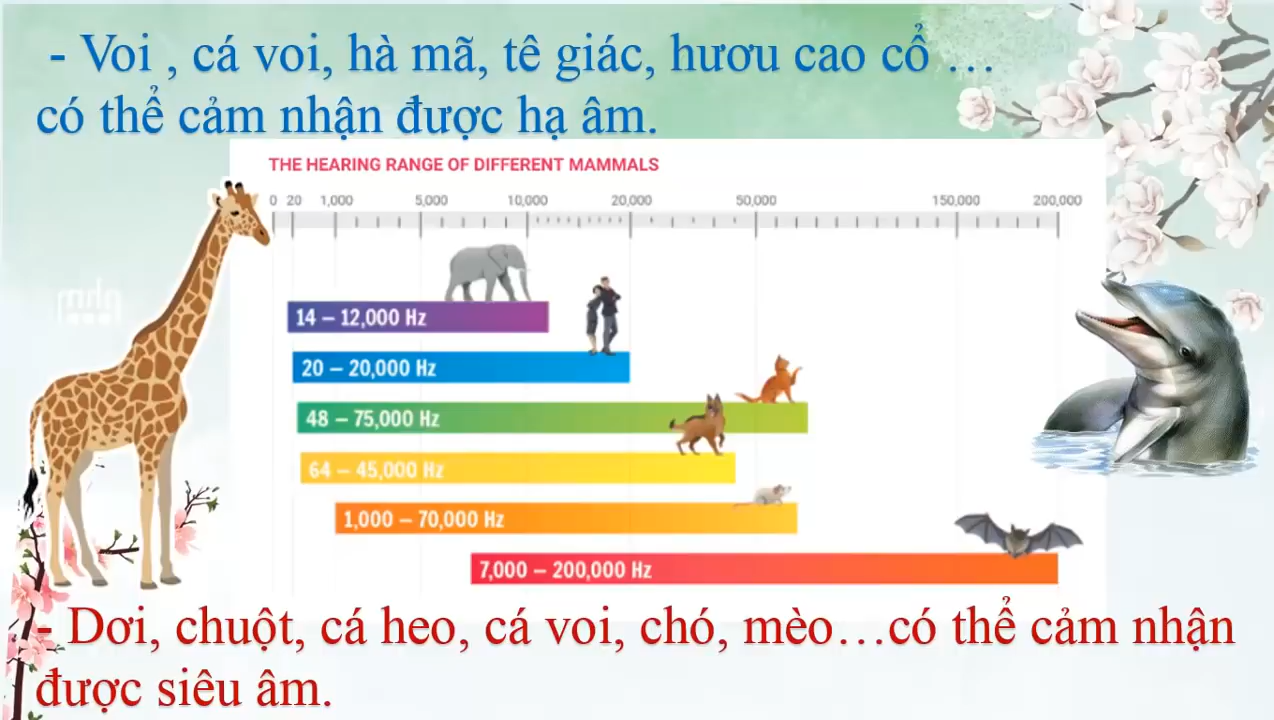 - Voi , cá voi, hà mã, tê giác, hươu cao cổ …
có thể cảm nhận được hạ âm.
THE HEARING RANGE OF DIFFERENT MAMMALS
0 20 1,000 5,000 10,000 20,000 50,000 150,000 200,000
14 – 12,000 Hz
20 – 20,000 Hz
48 – 75,000 Hz
64 – 45,000 Hz
1,000 – 70,000 Hz
7,000 – 200,000 Hz
- Dơi, chuột, cá heo, cá voi, chó, mèo…có thể cảm nhận
được siêu âm.